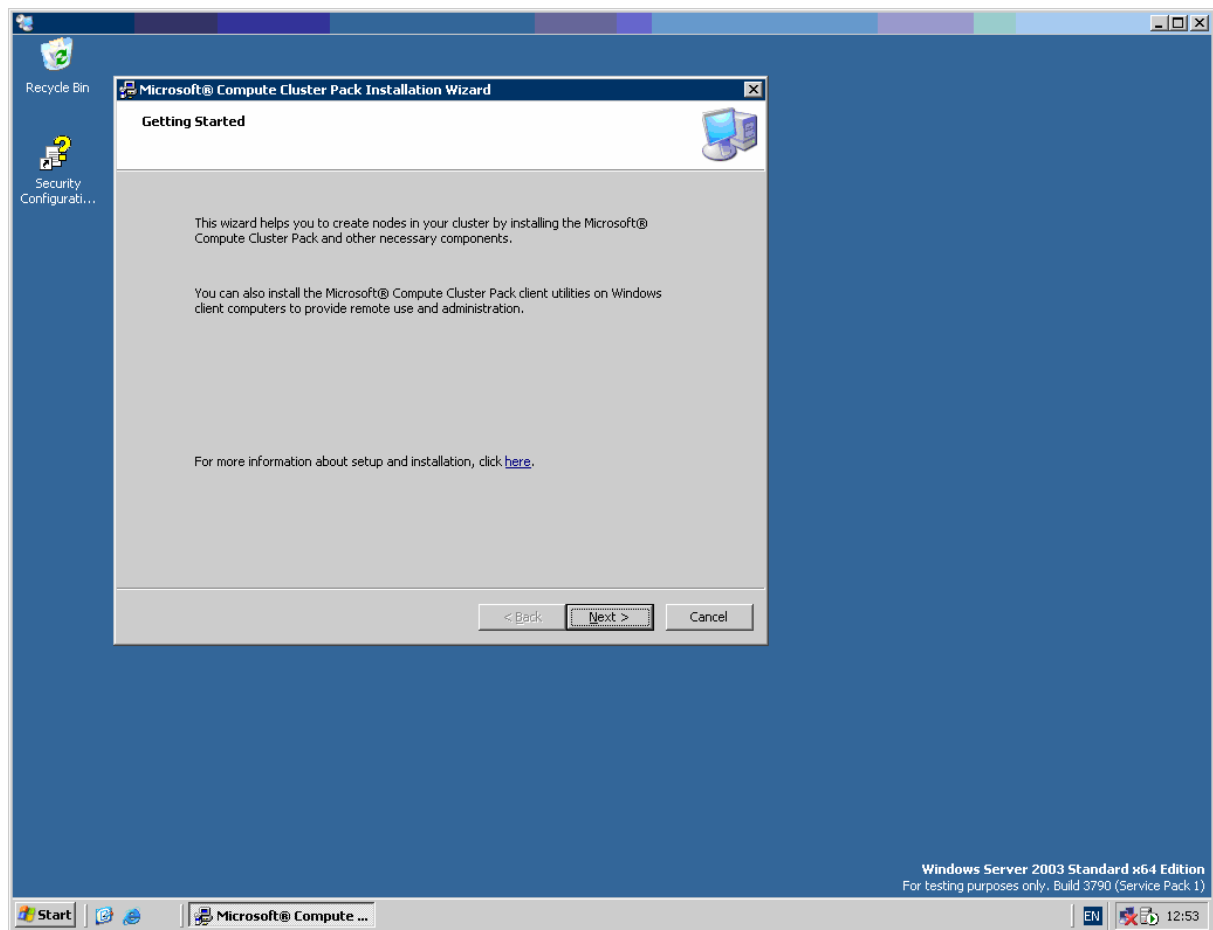 Recycle Bin
Security
Configurati...
Microsoft® Compute Cluster Pack Installation Wizard
Getting Started
This wizard helps you to create nodes in your cluster by installing the Microsoft®
Compute Cluster Pack and other necessary components.
You can also install the Microsoft® Compute Cluster Pack client utilities on Windows
client computers to provide remote use and administration.
For more information about setup and installation, click here.
< Back
Next >
Cancel
Windows Server 2003 Standard x64 Edition
For testing purposes only. Build 3790 (Service Pack 1)
Start
Microsoft® Compute ...
EN
12:53